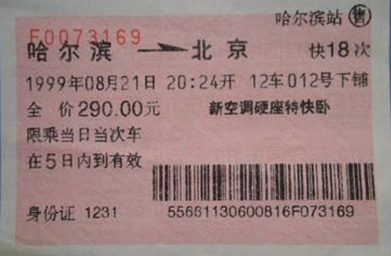 哈尔滨站 售
F0073169
哈尔滨 → 北京 快18次
1999年08月21日 20:24开 12车012号下铺
全 价290.00元 新空调硬座特快卧
限乘当日当次车
在5日内到有效
身份证 1231 55661130600816F073169